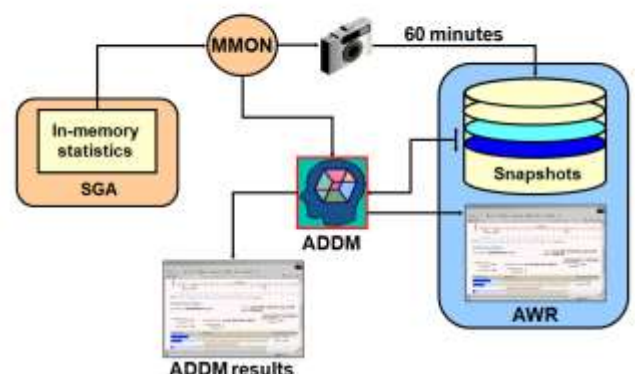 MMON
60 minutes
In-memory
statistics
SGA
Snapshots
ADDM
AWR
ADDM results